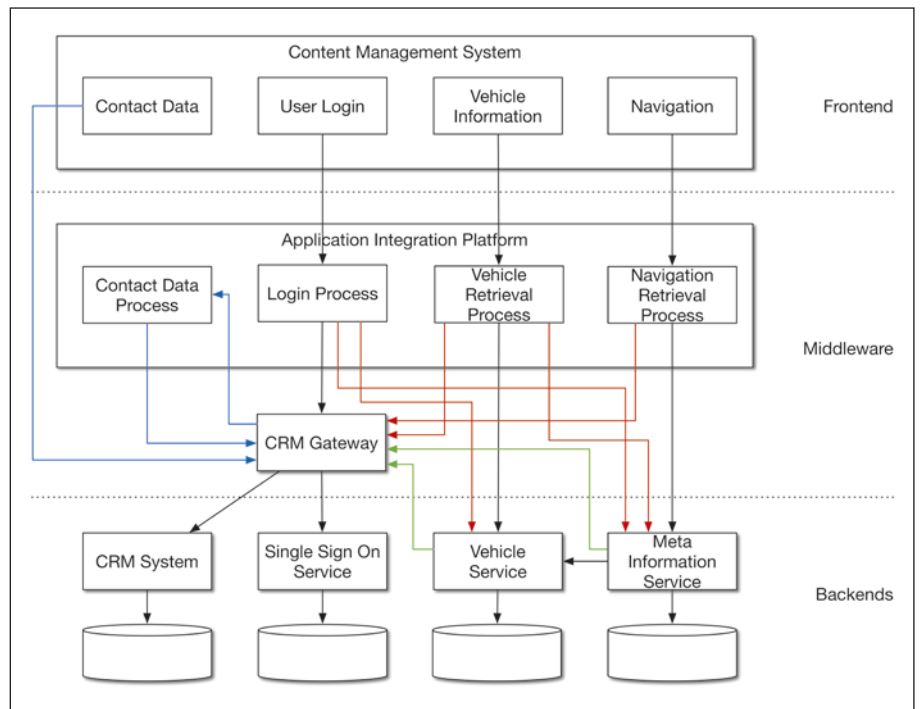 Content Management System
Contact Data
User Login
Vehicle
Information
Navigation
Frontend
Application Integration Platform
Contact Data
Process
Login Process
Vehicle
Retrieval
Process
Navigation
Retrieval
Process
Middleware
CRM Gateway
CRM System
Single Sign On
Service
Vehicle
Service
Meta
Information
Service
Backends